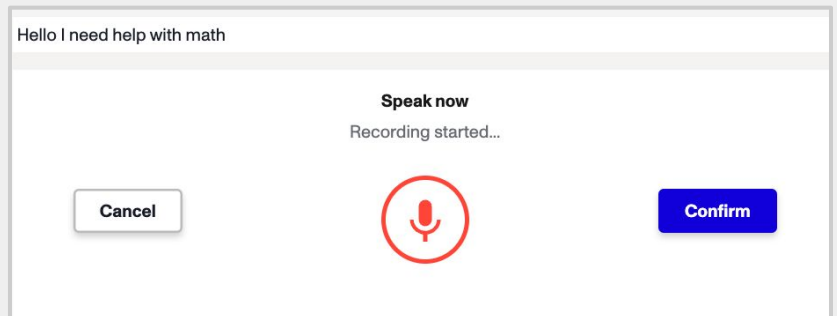 Hello I need help with math
Speak now
Recording started...
Cancel
Confirm